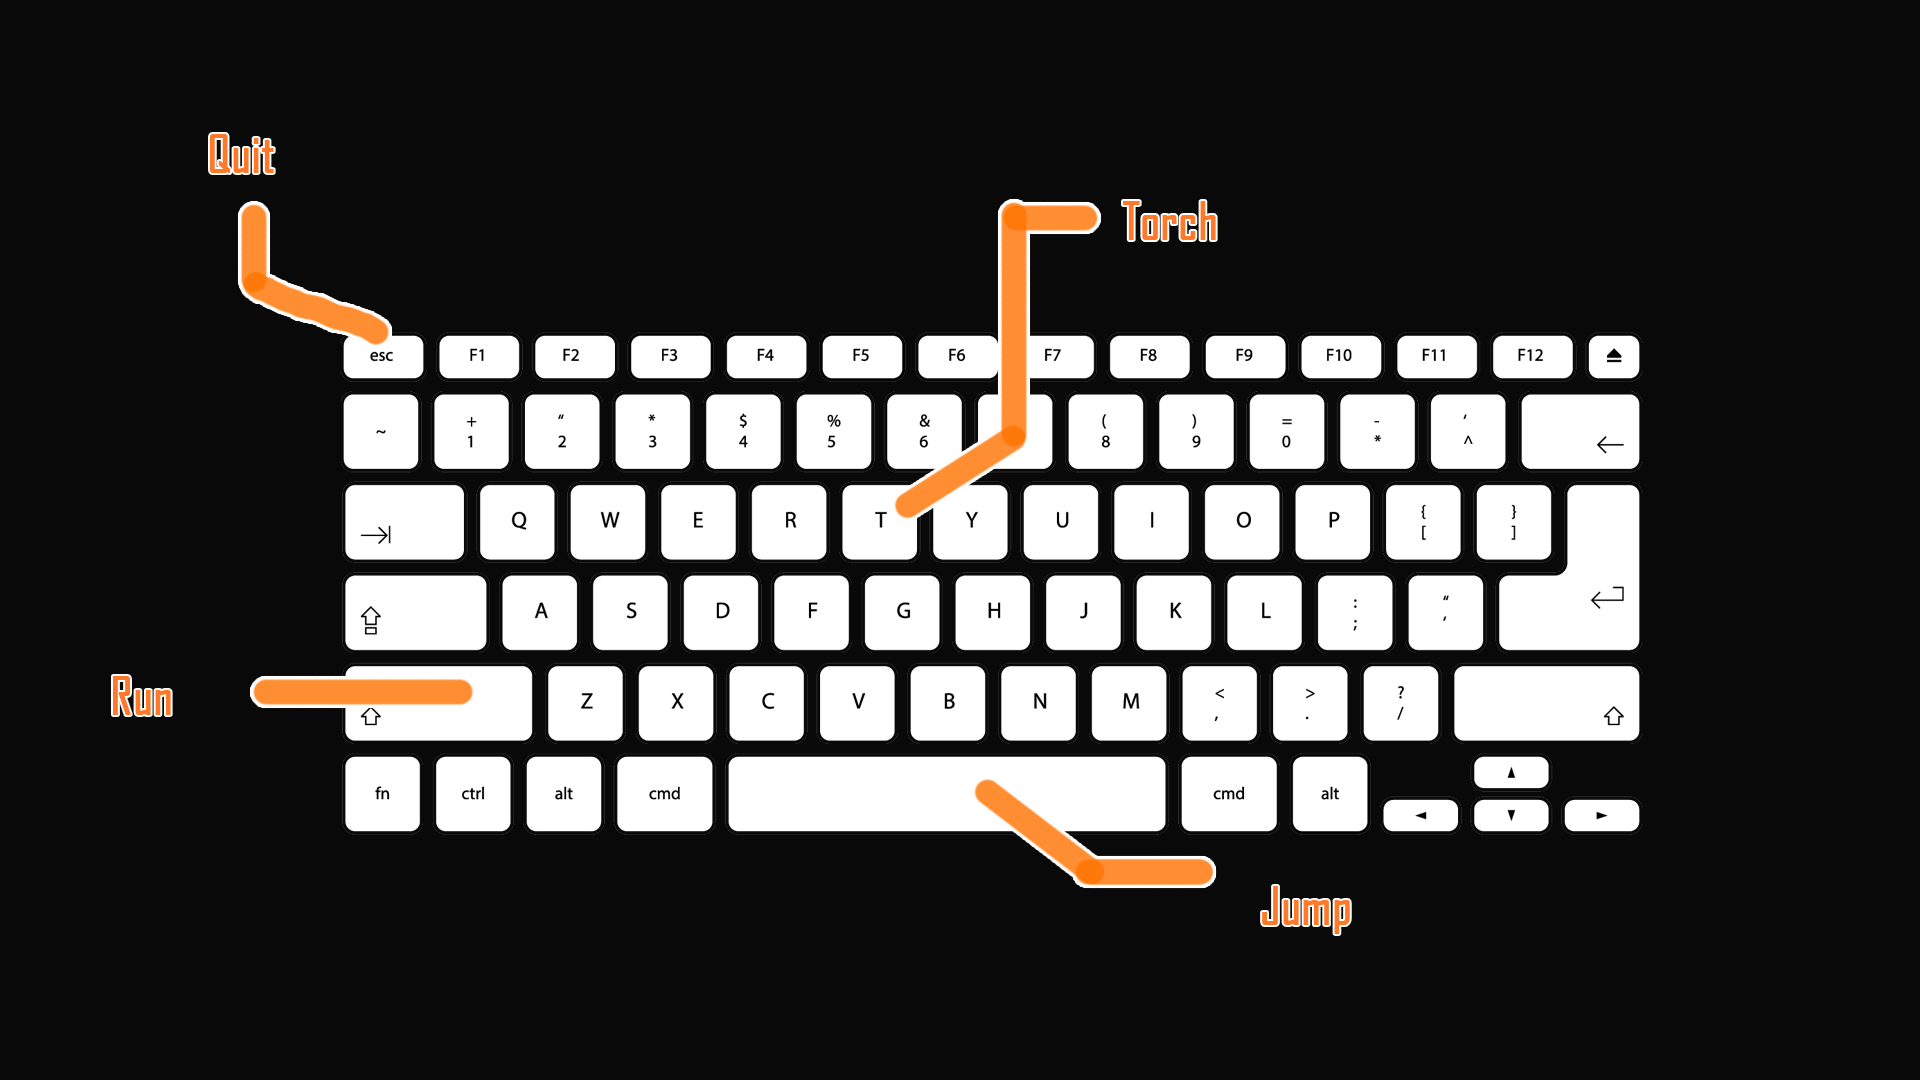 Quit
Torch
esc F1 F2 F3 F4 F5 F6 F7 F8 F9 F10 F11 F12
~ + 1 “ 2 * 3 $ 4 % 5 & 6 ( 8 ) 9 = 0 - * ‘ ^
Q W E R T Y U I O P { [ } ]
A S D F G H J K L : ; “ ‘
Run
Z X C V B N M < , > . ? /
fn ctrl alt cmd cmd alt
Jump